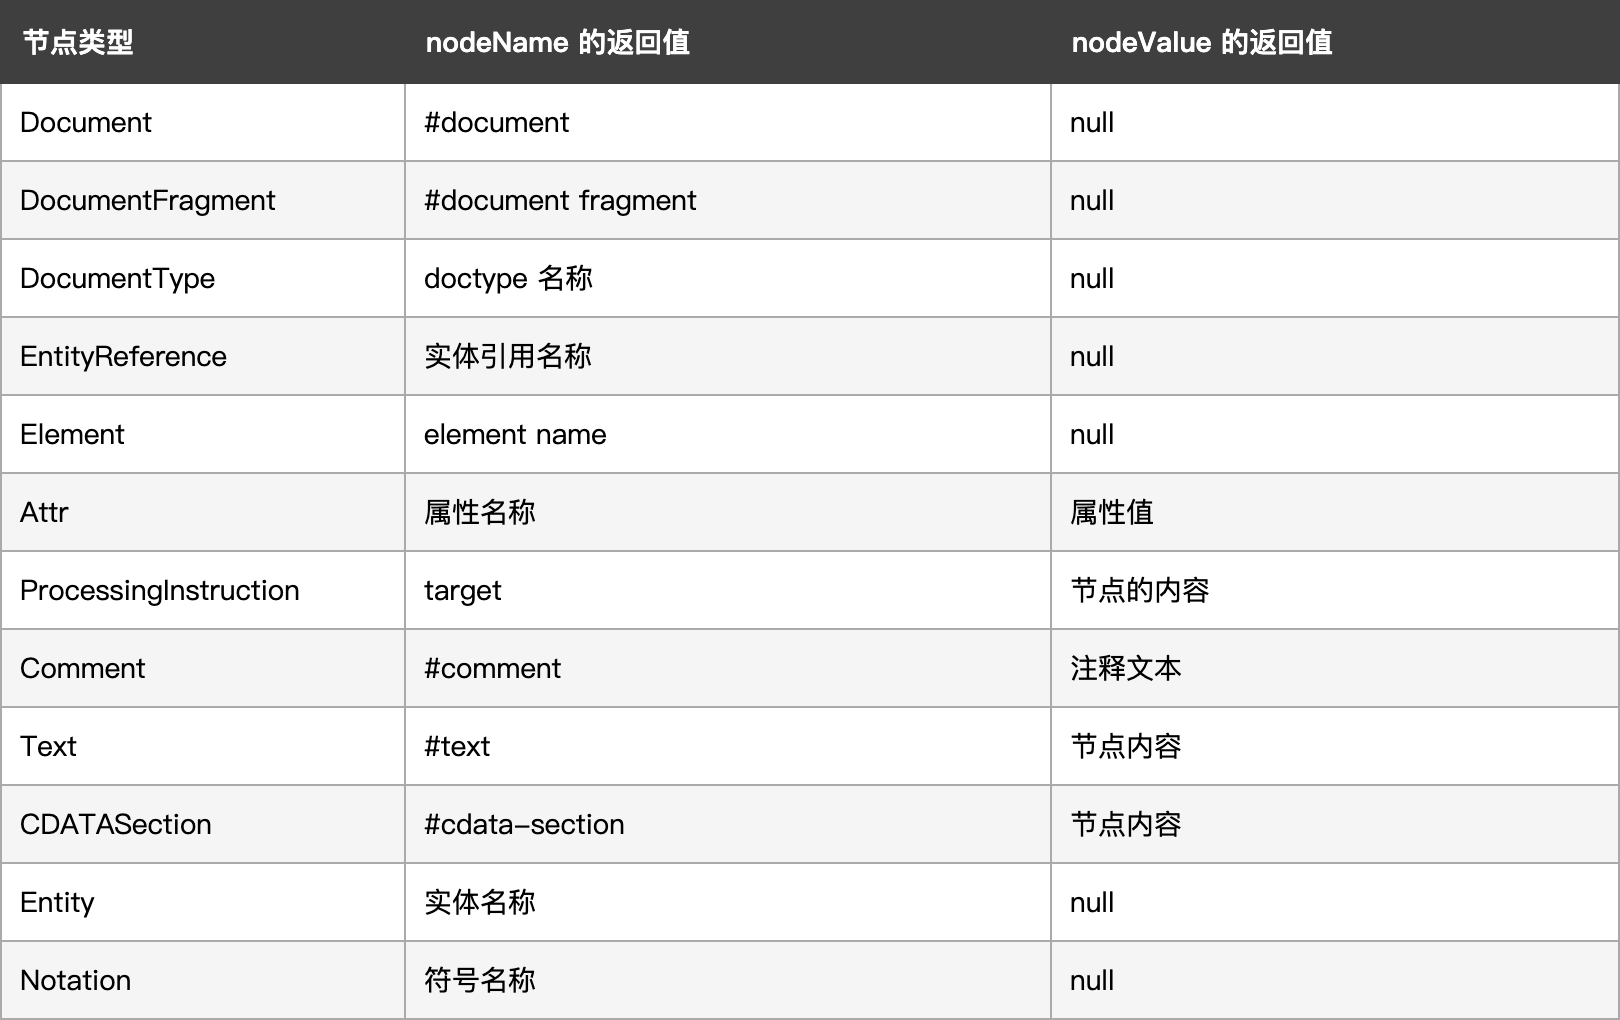 节点类型 nodeName 的返回值 nodeValue 的返回值
Document #document null
DocumentFragment #document fragment null
DocumentType doctype 名称 null
EntityReference 实体引用名称 null
Element element name null
Attr 属性名称 属性值
ProcessingInstruction target 节点的内容
Comment #comment 注释文本
Text #text 节点内容
CDATASection #cdata-section 节点内容
Entity 实体名称 null
Notation 符号名称 null